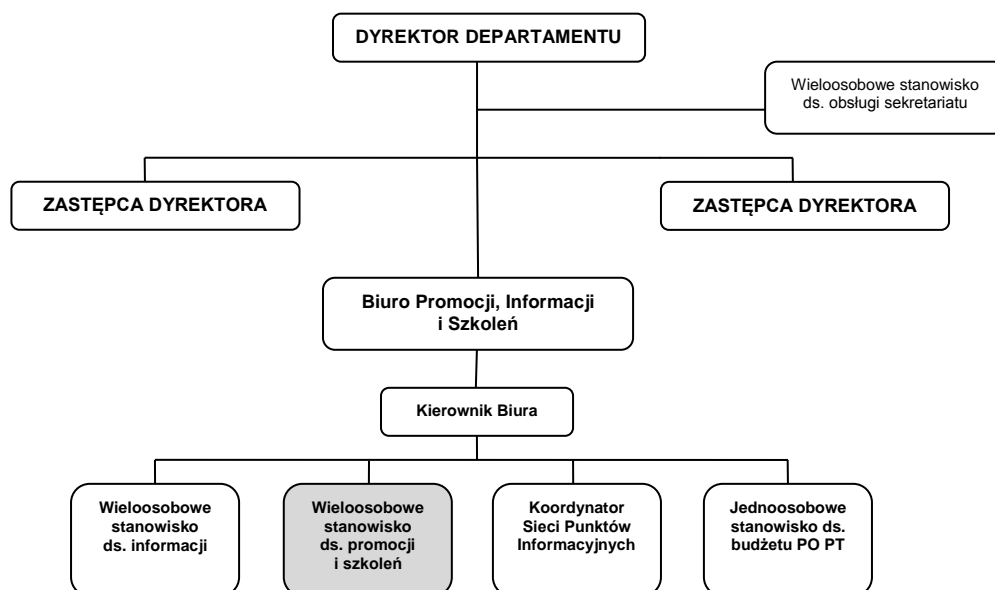 DYREKTOR DEPARTAMENTU
Wieloosobowe stanowisko
ds. obsługi sekretariatu
ZASTĘPCA DYREKTORA
ZASTĘPCA DYREKTORA
Biuro Promocji, Informacji
i Szkoleń
Kierownik Biura
Wieloosobowe
stanowisko
ds. informacji
Wieloosobowe
stanowisko
ds. promocji
i szkoleń
Koordynator
Sieci Punktów
Informacyjnych
Jednoosobowe
stanowisko ds.
budżetu PO PT